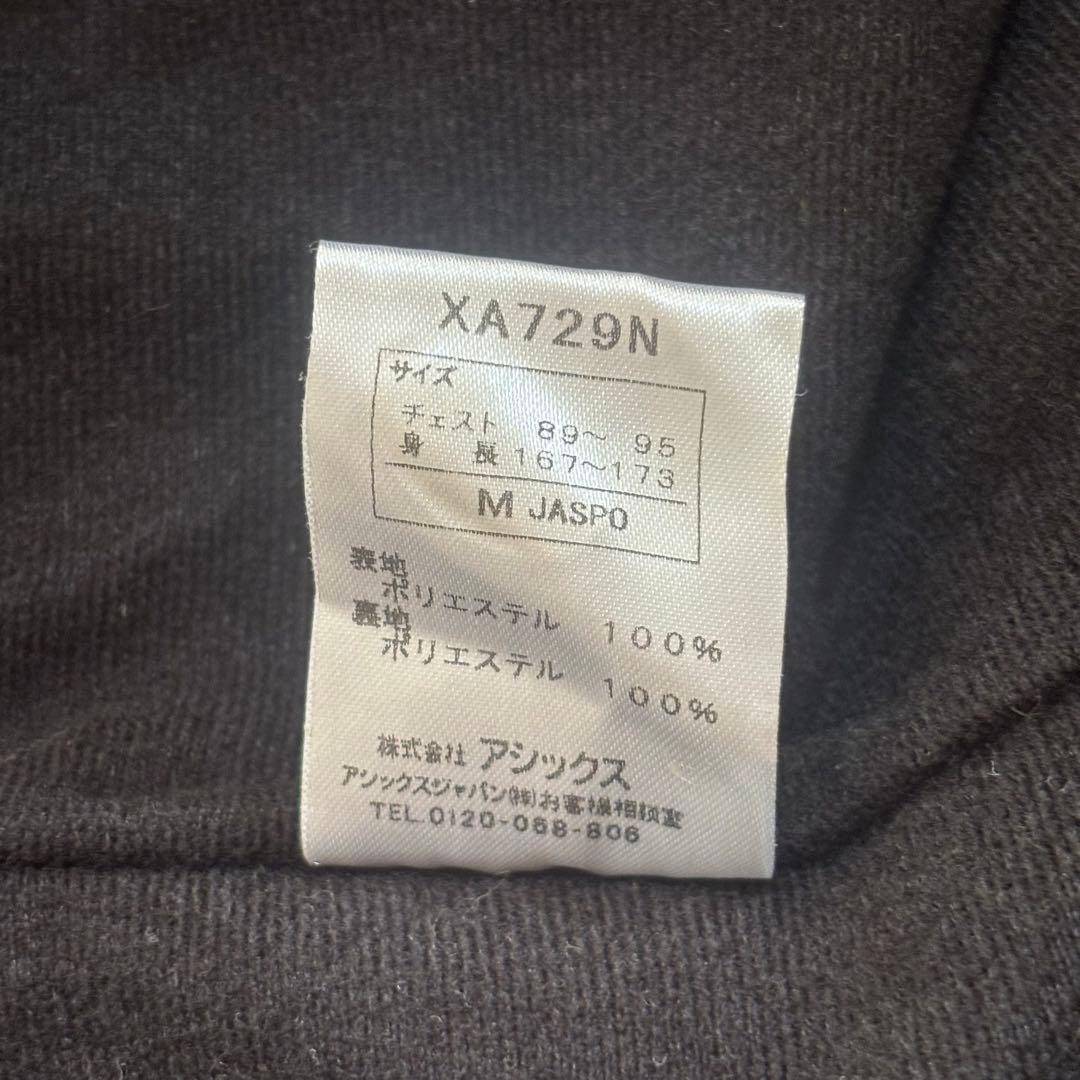 XA729N
サイズ
チェスト 89～ 95
身 長 167～173
M JASPO
表地
ポリエステル 100%
裏地
ポリエステル 100%
株式会社 アシックス
アシックスジャパン(株)お客様相談室
TEL.0120-068-806